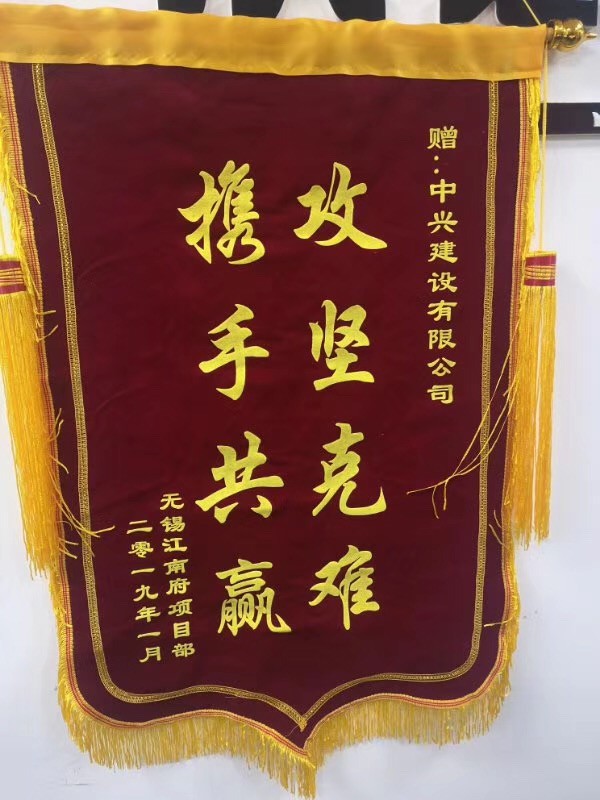 赠：中兴建设有限公司
攻坚克难
携手共赢
无锡江南府项目部
二零一九年一月